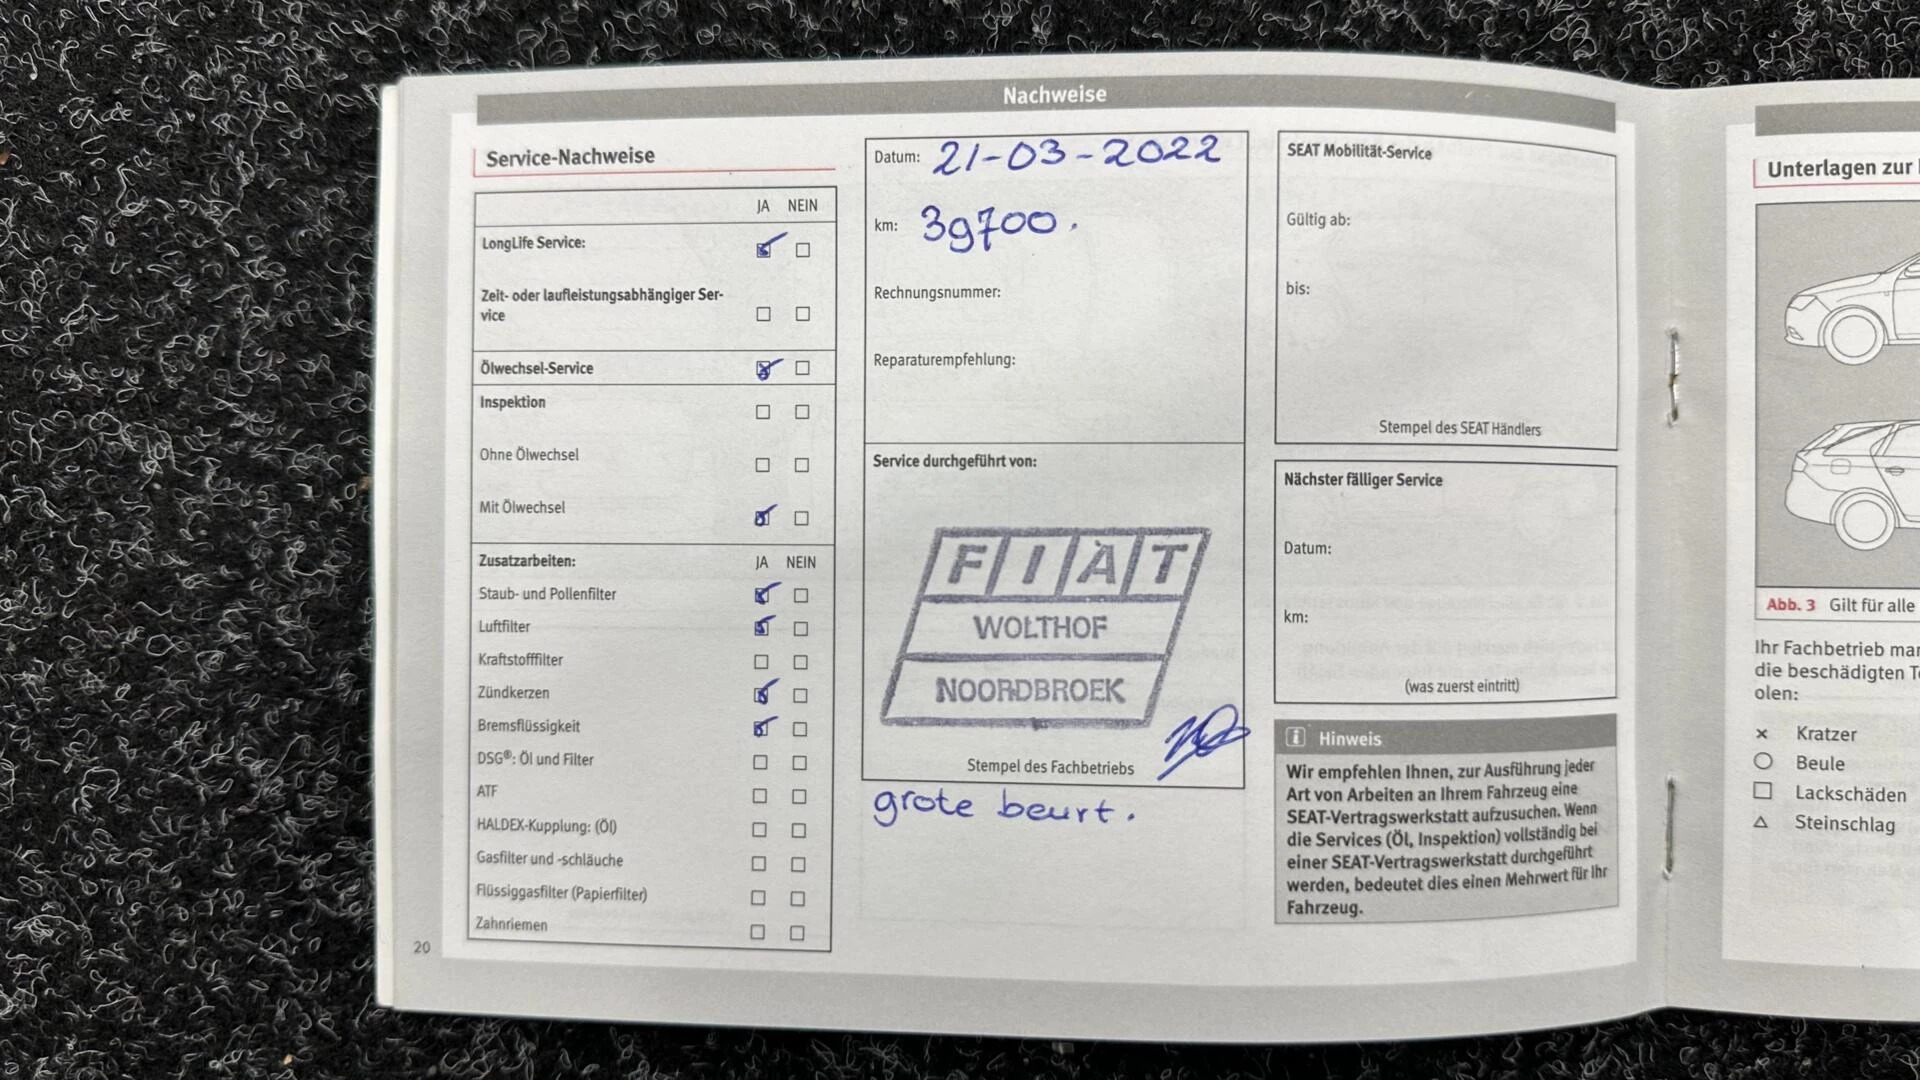 Nachweise
Service-Nachweise
JA NEIN
LongLife Service:
Zeit- oder laufleistungsabhängiger Ser-
vice
Ölwechsel-Service
Inspektion
Ohne Ölwechsel
Mit Ölwechsel
Zusatzarbeiten: JA NEIN
Staub- und Pollenfilter
Luftfilter
Kraftstofffilter
Zündkerzen
Bremsflüssigkeit
DSG®: Öl und Filter
ATF
HALDEX-Kupplung: (Öl)
Gasfilter und -schläuche
Flüssiggasfilter (Papierfilter)
Zahnriemen
20
Datum: 21-03-2022
km: 39700.
Rechnungsnummer:
Reparaturempfehlung:
Service durchgeführt von:
FIAT
WOLTHOF
NOORDBROEK
Stempel des Fachbetriebs
grote beurt.
SEAT Mobilität-Service
Gültig ab:
bis:
Stempel des SEAT Händlers
Nächster fälliger Service
Datum:
km:
(was zuerst eintritt)
i Hinweis
Wir empfehlen Ihnen, zur Ausführung jeder
Art von Arbeiten an Ihrem Fahrzeug eine
SEAT-Vertragswerkstatt aufzusuchen. Wenn
die Services (Öl, Inspektion) vollständig bei
einer SEAT-Vertragswerkstatt durchgeführt
werden, bedeutet dies einen Mehrwert für Ihr
Fahrzeug.
Unterlagen zur
Abb. 3 Gilt für alle
Ihr Fachbetrieb
die beschädigten
olen:
× Kratzer
○ Beule
□ Lackschäden
△ Steinschlag